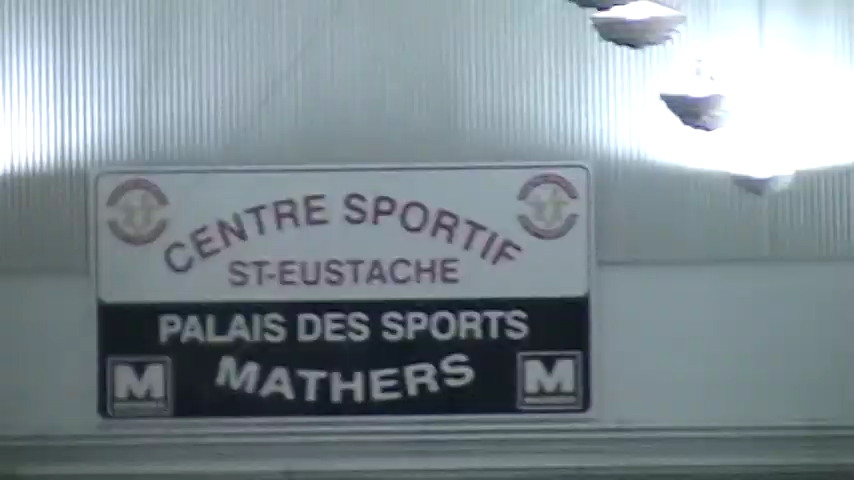 CENTRE SPORTIF
ST-EUSTACHE
PALAIS DES SPORTS
M MATHERS M